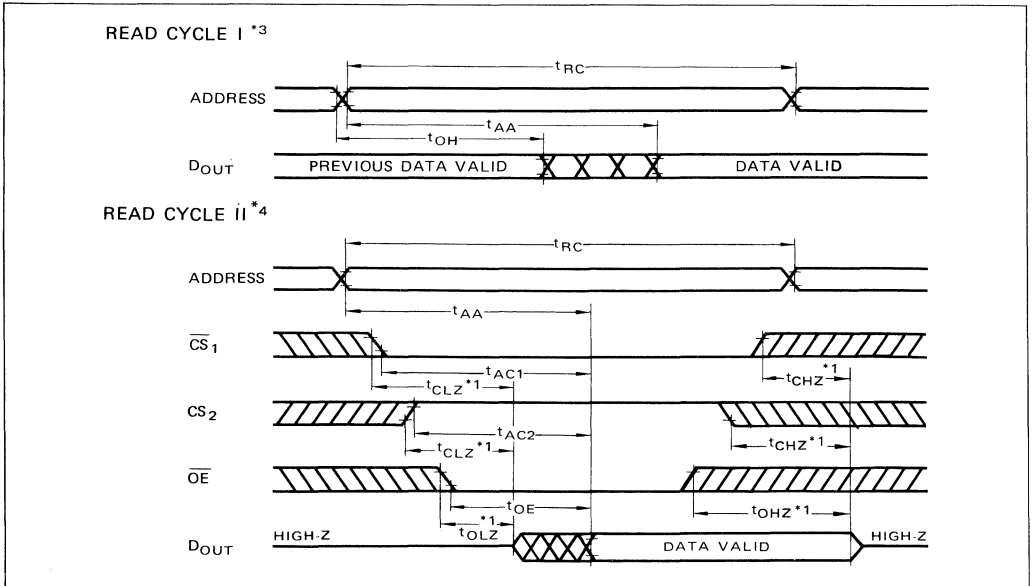 READ CYCLE I *3
tRC
ADDRESS
tAA
tOH
DOUT PREVIOUS DATA VALID DATA VALID
READ CYCLE II *4
tRC
ADDRESS
tAA
CS1
tAC1
tCLZ*1 tCHZ*1
CS2
tAC2
tCLZ*1 tCHZ*1
OE
tOE
tOLZ*1 tOHZ*1
DOUT HIGH-Z DATA VALID HIGH-Z